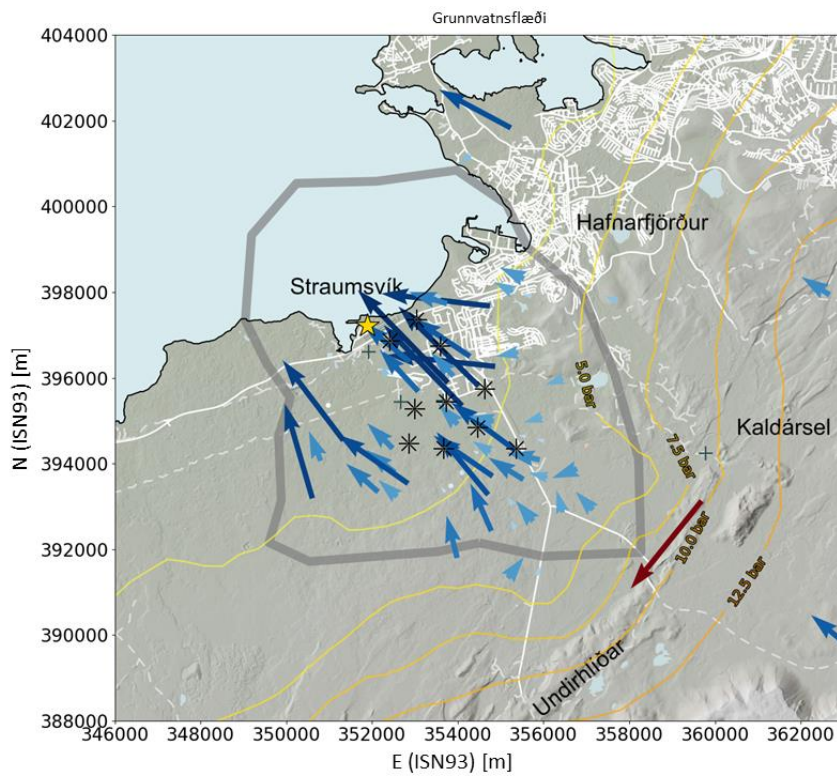 Grunnvatnsflæði
404000
402000
400000
398000
396000
394000
392000
390000
388000
N (ISN93) [m]
Hafnarfjörður
Straumsvík
5.0 bar
Kaldársel
7.5 bar
10.0 bar
12.5 bar
Undirhlíðar
346000 350000 352000 354000 356000 358000 360000 362000
E (ISN93) [m]